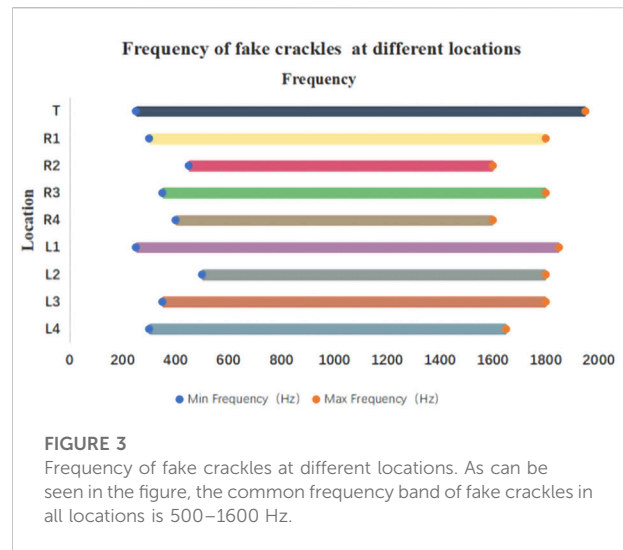 Frequency of fake crackles at different locations
Frequency
T
R1
R2
R3
R4
L1
L2
L3
L4
Location
0 200 400 600 800 1000 1200 1400 1600 1800 2000
Min Frequency (Hz) Max Frequency (Hz)
FIGURE 3
Frequency of fake crackles at different locations. As can be
seen in the figure, the common frequency band of fake crackles in
all locations is 500–1600 Hz.